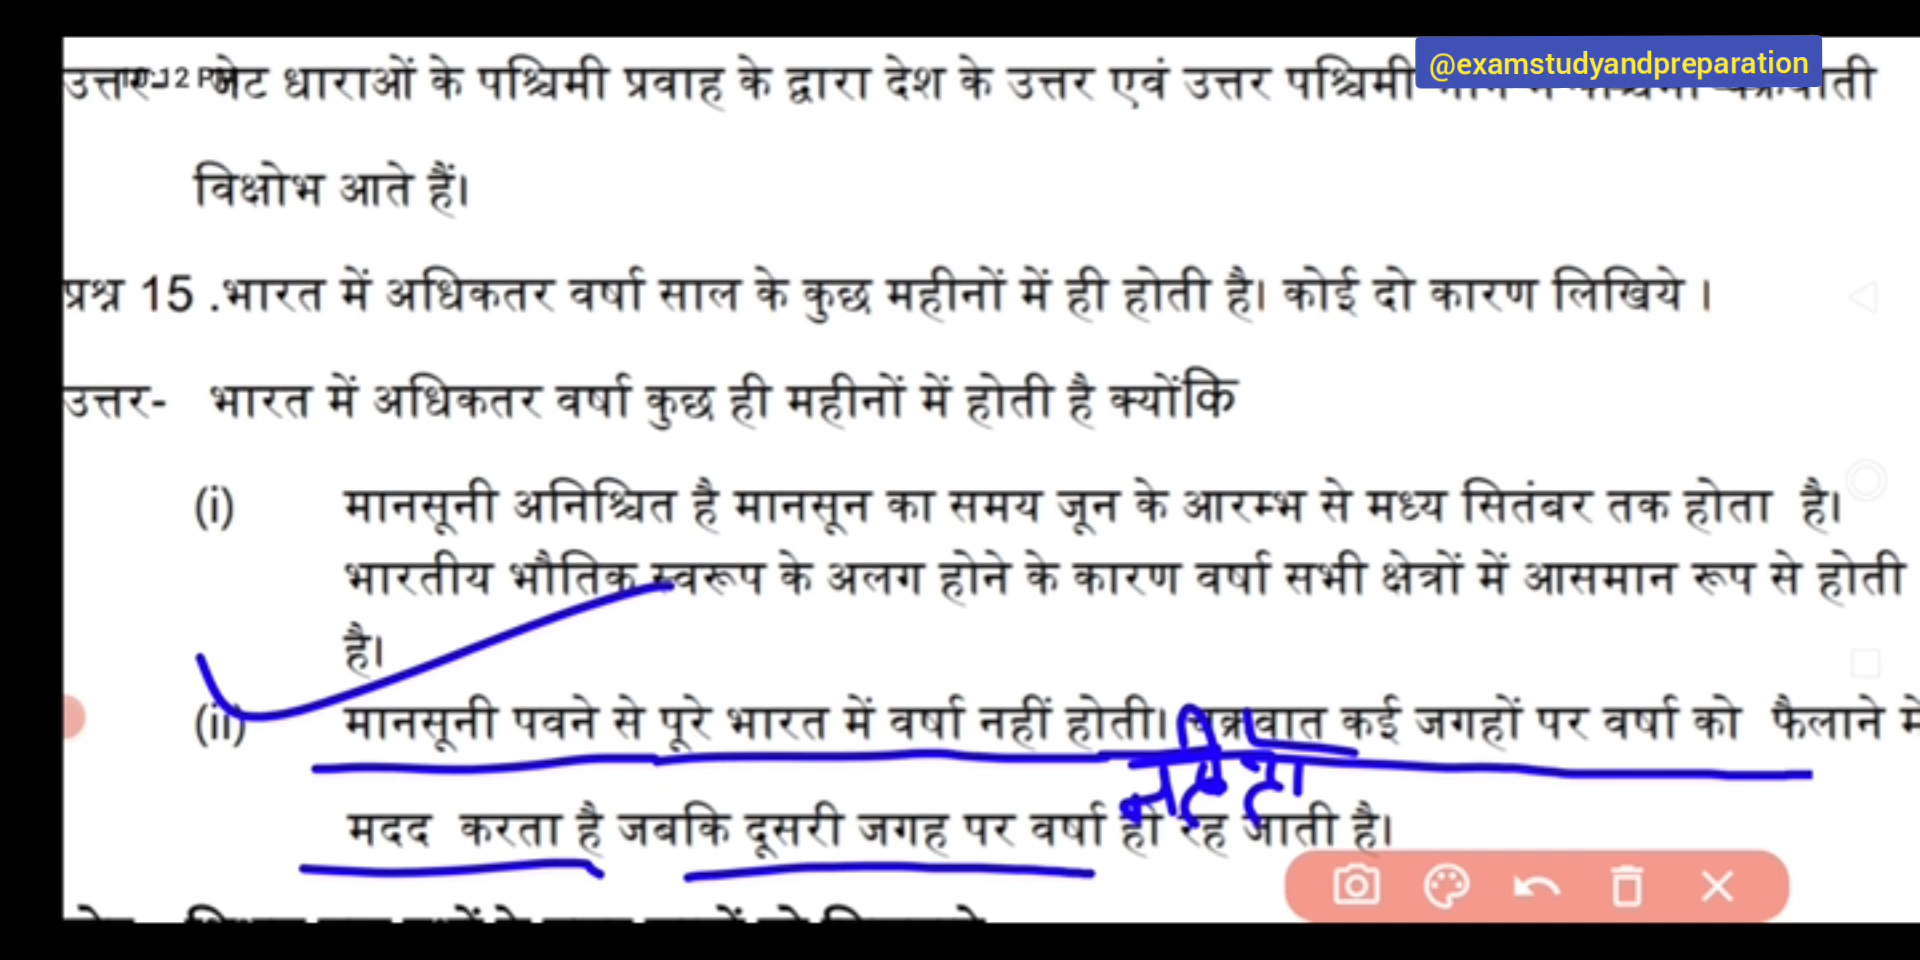 @examstudyandpreparation
10:12 PM
उत्तर- जेट धाराओं के पश्चिमी प्रवाह के द्वारा देश के उत्तर एवं उत्तर पश्चिमी
विक्षोभ आते हैं।
प्रश्न 15 .भारत में अधिकतर वर्षा साल के कुछ महीनों में ही होती है। कोई दो कारण लिखिये ।
उत्तर- भारत में अधिकतर वर्षा कुछ ही महीनों में होती है क्योंकि
(i) मानसूनी अनिश्चित है मानसून का समय जून के आरम्भ से मध्य सितंबर तक होता है।
भारतीय भौतिक स्वरूप के अलग होने के कारण वर्षा सभी क्षेत्रों में आसमान रूप से होती
है।
(ii) मानसूनी पवने से पूरे भारत में वर्षा नहीं होती। चक्रवात कई जगहों पर वर्षा को फैलाने में
मदद करता है जबकि दूसरी जगह पर वर्षा हो रह जाती है।